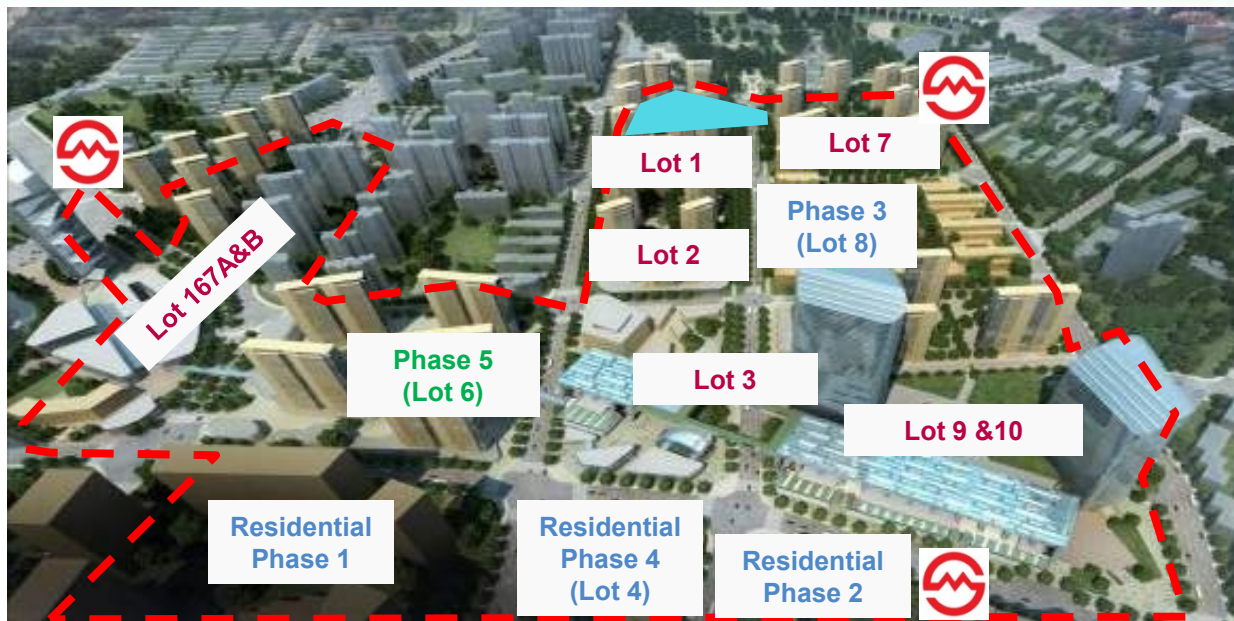 Lot 1
Lot 7
Phase 3
(Lot 8)
Lot 2
Lot 167A&B
Phase 5
(Lot 6)
Lot 3
Lot 9 &10
Residential
Phase 1
Residential
Phase 4
(Lot 4)
Residential
Phase 2